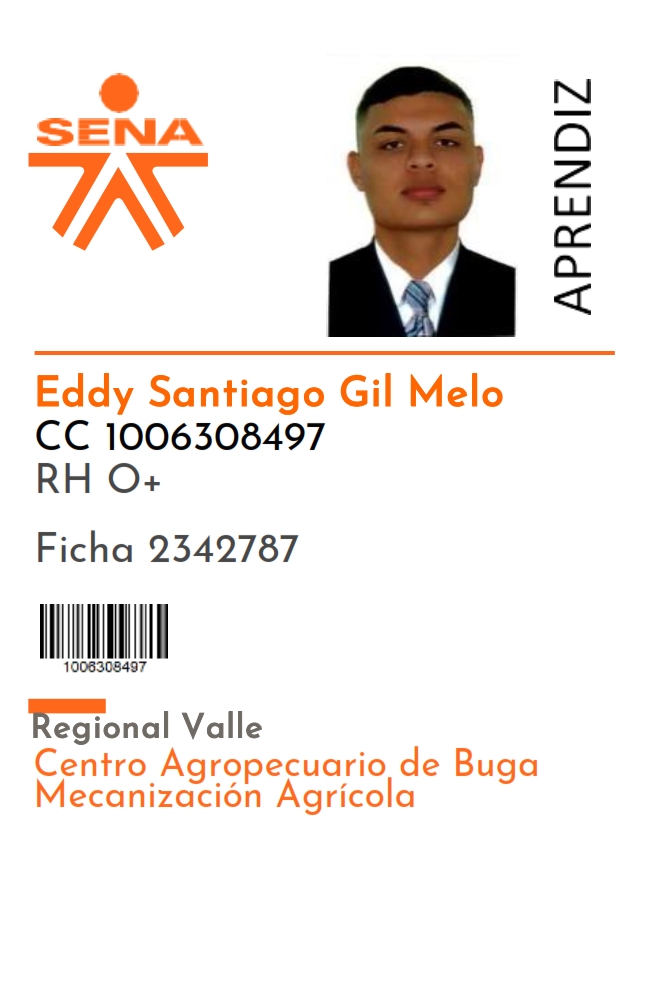 SENA
APRENDIZ
Eddy Santiago Gil Melo
CC 1006308497
RH O+
Ficha 2342787
1006308497
Regional Valle
Centro Agropecuario de Buga
Mecanización Agrícola